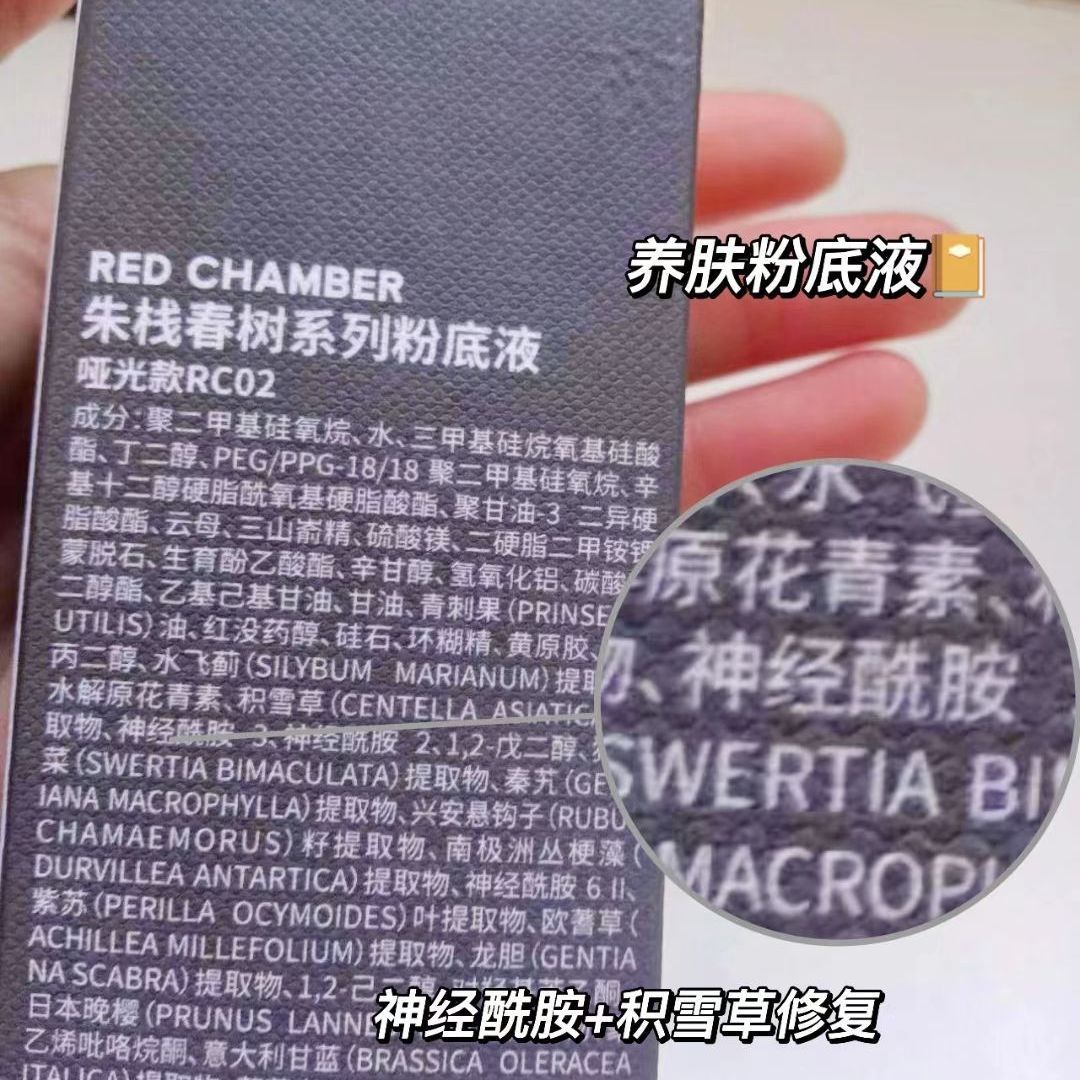 养肤粉底液
RED CHAMBER
朱栈春树系列粉底液
哑光款RC02
成分:聚二甲基硅氧烷、水、三甲基硅烷氧基硅酸
酯、丁二醇、PEG/PPG-18/18 聚二甲基硅氧烷、辛
基十二醇硬脂酰氧基硬脂酸酯、聚甘油-3 二异硬
脂酸酯、云母、三山嵛精、硫酸镁、二硬脂二甲铵锂
蒙脱石、生育酚乙酸酯、辛甘醇、氢氧化铝、碳酸
二醇酯、乙基己基甘油、甘油、青刺果(PRINSE
UTILIS)油、红没药醇、硅石、环糊精、黄原胶、
丙二醇、水飞蓟(SILYBUM MARIANUM)提取
水解原花青素、积雪草(CENTELLA ASIATIC
取物、神经酰胺 3、神经酰胺 2、1,2-戊二醇、
菜(SWERTIA BIMACULATA)提取物、秦艽(GE
IANA MACROPHYLLA)提取物、兴安悬钩子(RUBU
CHAMAEMORUS)籽提取物、南极洲丛梗藻(
DURVILLEA ANTARTICA)提取物、神经酰胺 6 II、
紫苏(PERILLA OCYMOIDES)叶提取物、欧蓍草(
ACHILLEA MILLEFOLIUM)提取物、龙胆(GENTIA
NA SCABRA)提取物、1,2-己二醇、酮
日本晚樱(PRUNUS LANN
乙烯吡咯烷酮、意大利甘蓝(BRASSICA OLERACEA
ITALICA)提取物
水
原花青素、
物、神经酰胺
SWERTIA BI
MACROP
神经酰胺+积雪草修复